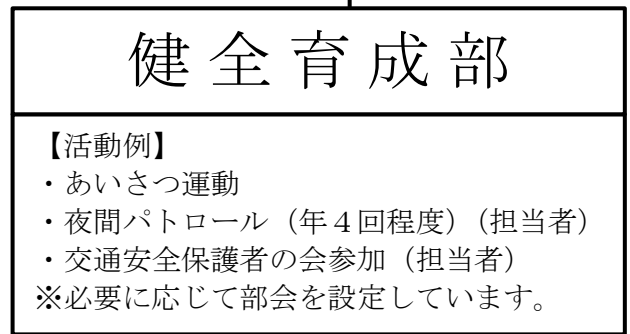 健全育成部
【活動例】
・あいさつ運動
・夜間パトロール（年４回程度）（担当者）
・交通安全保護者の会参加（担当者）
※必要に応じて部会を設定しています。